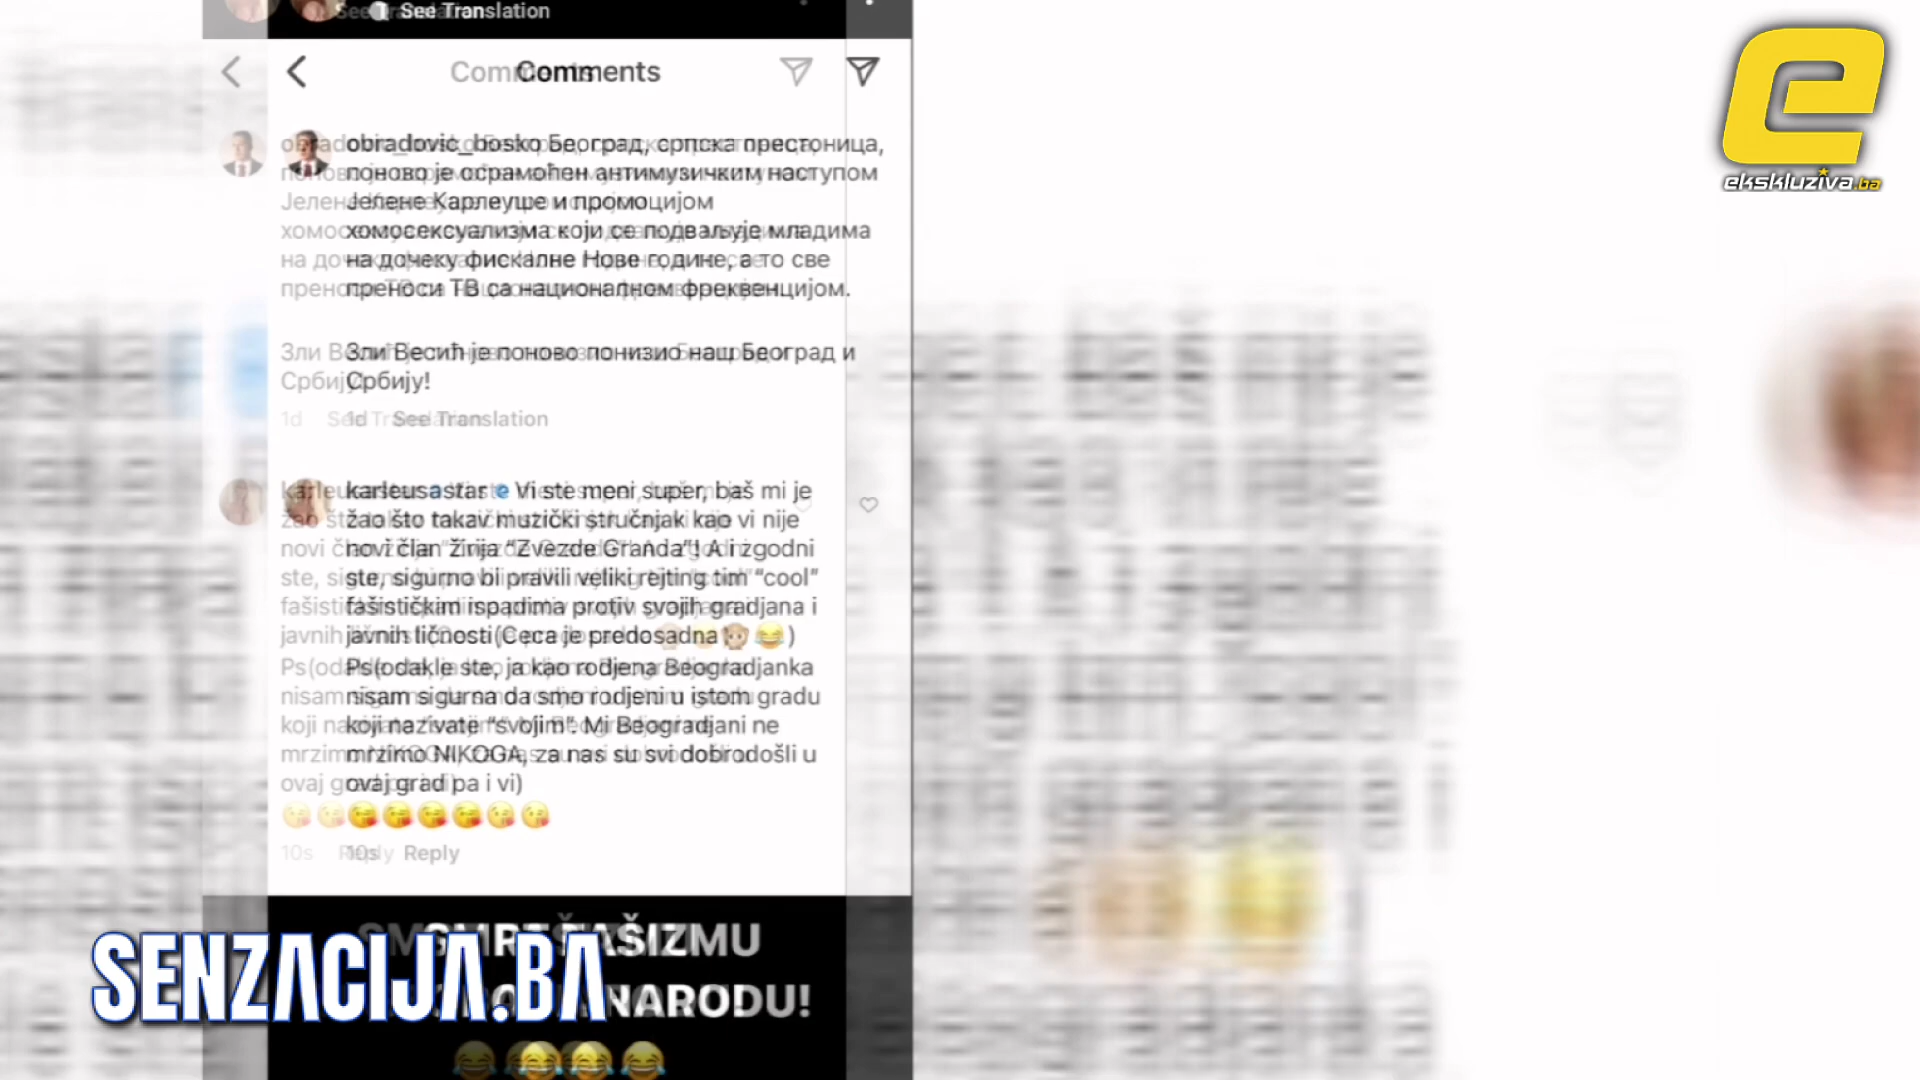 See Translation
Comments
obradovic_bosko Београд, српска престоница,
поново је осрамоћен антимузичким наступом
Јелене Карлеуше и промоцијом
хомосексуализма који се подваљује младима
на дочеку фискалне Нове године, а то све
преноси ТВ са националном фреквенцијом.
Зли Весић је поново понизио наш Београд и
Србију!
1d See Translation
karleusastar Vi ste meni super, baš mi je
žao što takav muzički stručnjak kao vi nije
novi član žirija “Zvezde Granda”! A i zgodni
ste, sigurno bi pravili veliki rejting tim “cool”
fašističkim ispadima protiv svojih gradjana i
javnih ličnosti (Ceca je predosadna🙊😂)
Ps(odakle ste, ja kao rodjena Beogradjanka
nisam sigurna da smo rodjeni u istom gradu
koji nazivate “svojim”. Mi Beogradjani ne
mrzimo NIKOGA, za nas su svi dobrodošli u
ovaj grad pa i vi)
10s Reply
SMRT FAŠIZMU
NARODU!
SENZACIJA.BA
e
ekskluziva.ba